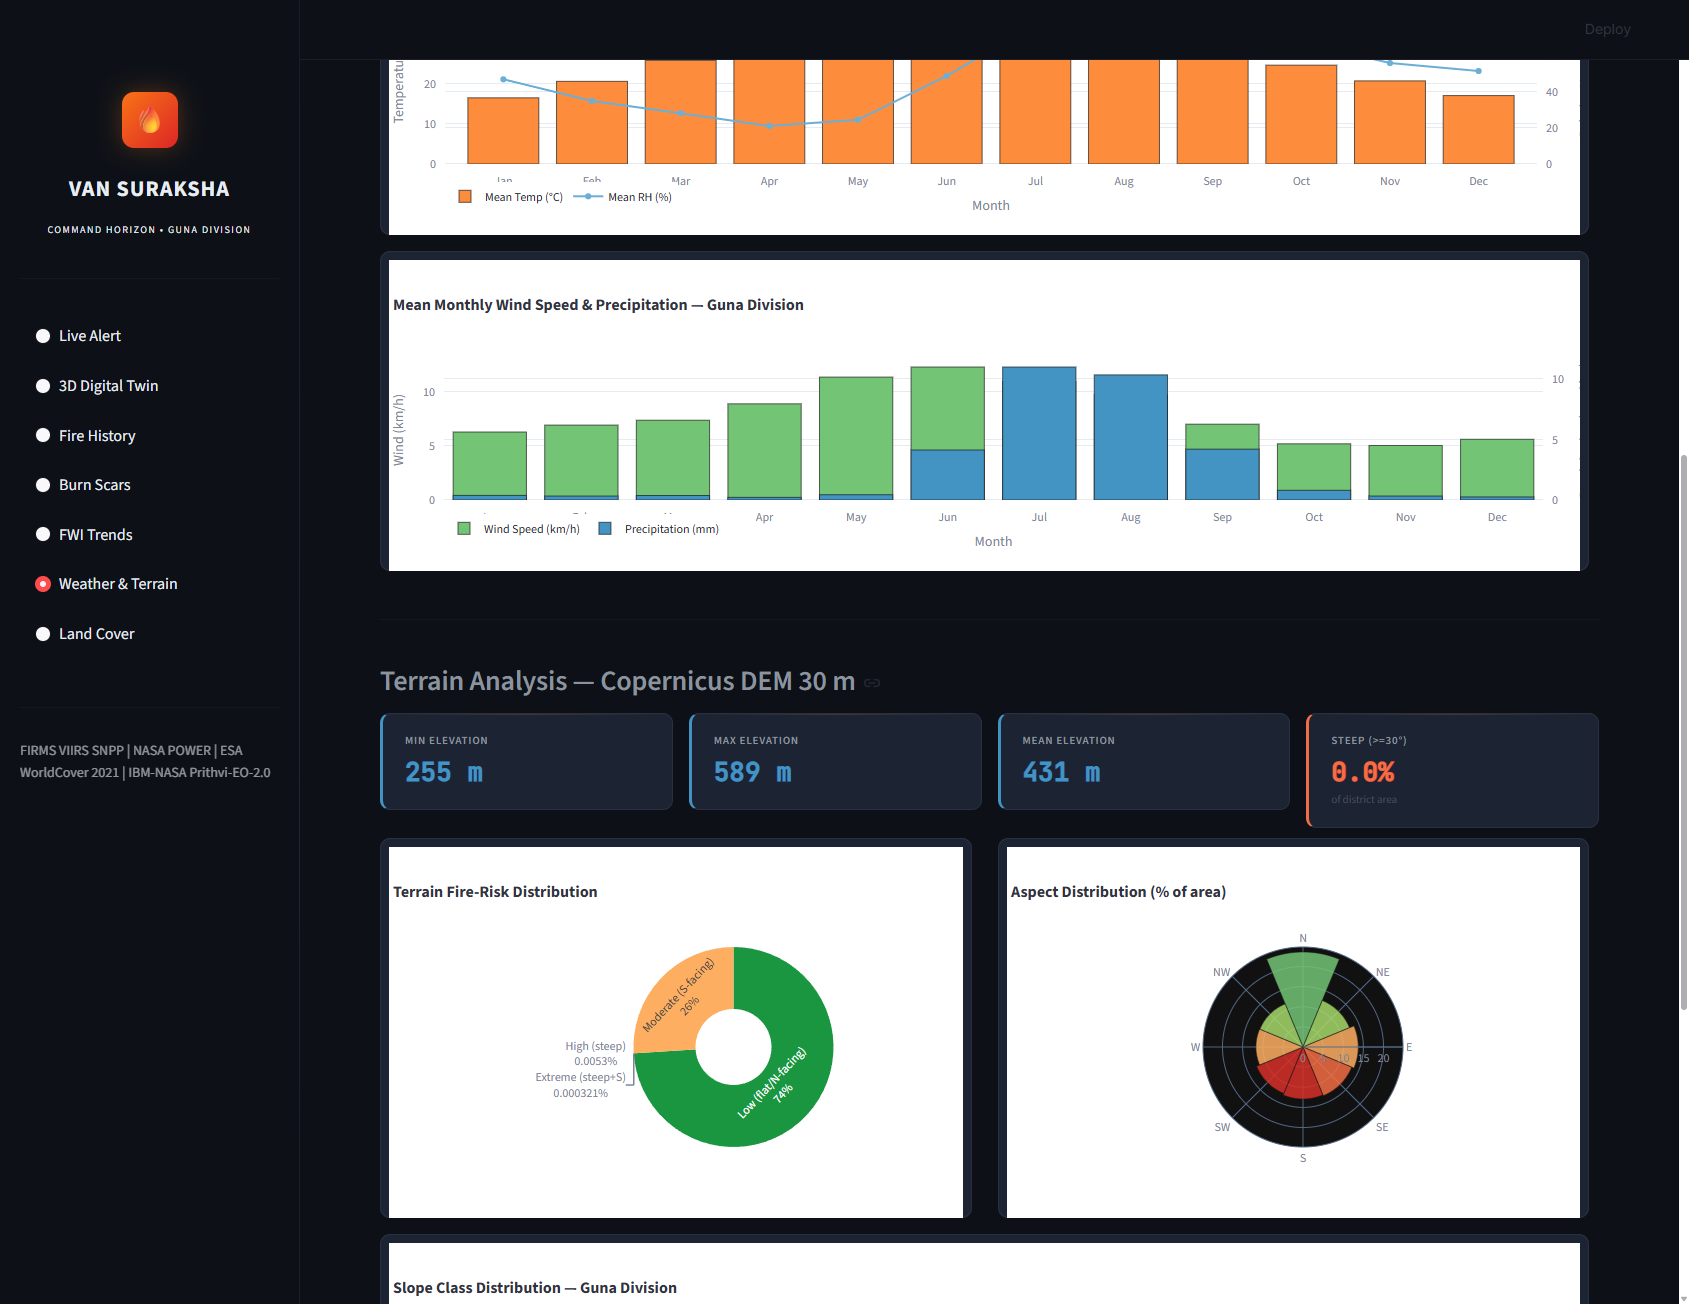 Deploy
VAN SURAKSHA
COMMAND HORIZON • GUNA DIVISION
Live Alert
3D Digital Twin
Fire History
Burn Scars
FWI Trends
Weather & Terrain
Land Cover
FIRMS VIIRS SNPP | NASA POWER | ESA
WorldCover 2021 | IBM-NASA Prithvi-EO-2.0
20
10
0
40
20
0
Mar Apr May Jun Jul Aug Sep Oct Nov Dec
Mean Temp (°C) Mean RH (%)
Month
Mean Monthly Wind Speed & Precipitation — Guna Division
Wind (km/h)
10
5
0
10
5
0
Apr May Jun Jul Aug Sep Oct Nov Dec
Wind Speed (km/h) Precipitation (mm)
Month
Terrain Analysis — Copernicus DEM 30 m
MIN ELEVATION
255 m
MAX ELEVATION
589 m
MEAN ELEVATION
431 m
STEEP (>=30°)
0.0%
of district area
Terrain Fire-Risk Distribution
Moderate (S-facing)
26%
High (steep)
0.0053%
Extreme (steep+S)
0.000321%
Low (flat/N-facing)
74%
Aspect Distribution (% of area)
N
NW
NE
W
E
0 5 10 15 20
SW
SE
S
Slope Class Distribution — Guna Division